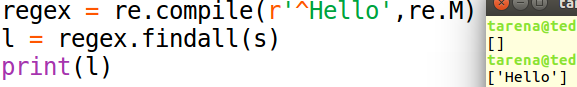 regex = re.compile(r'^Hello',re.M)
l = regex.findall(s)
print(l)
tarena@ted
[]
tarena@ted
['Hello']